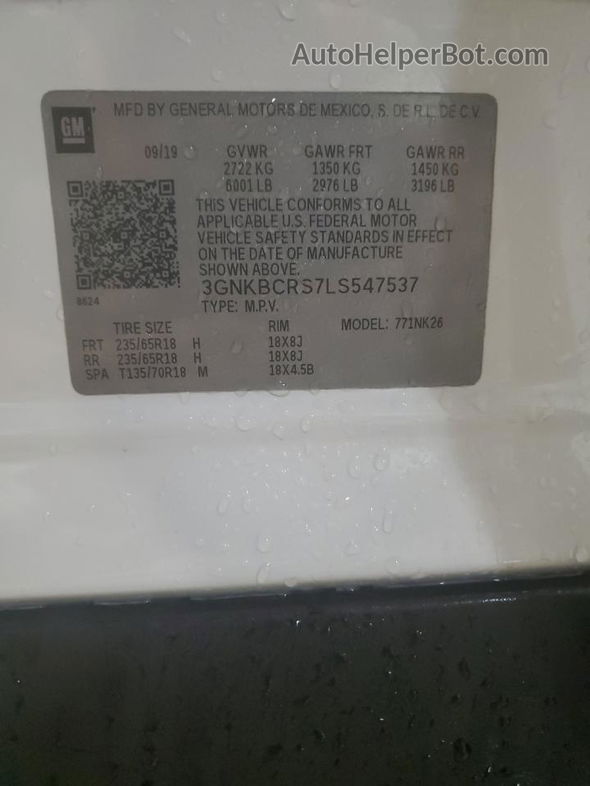 AutoHelperBot.com
GM MFD BY GENERAL MOTORS DE MEXICO, S. DE R.L. DE C.V.
09/19 GVWR GAWR FRT GAWR RR
2722 KG 1350 KG 1450 KG
6001 LB 2976 LB 3196 LB
THIS VEHICLE CONFORMS TO ALL
APPLICABLE U.S. FEDERAL MOTOR
VEHICLE SAFETY STANDARDS IN EFFECT
ON THE DATE OF MANUFACTURE
SHOWN ABOVE.
3GNKBCRS7LS547537
8624
TYPE: M.P.V.
TIRE SIZE RIM MODEL: 771NK26
FRT 235/65R18 H 18X8J
RR 235/65R18 H 18X8J
SPA T135/70R18 M 18X4.5B